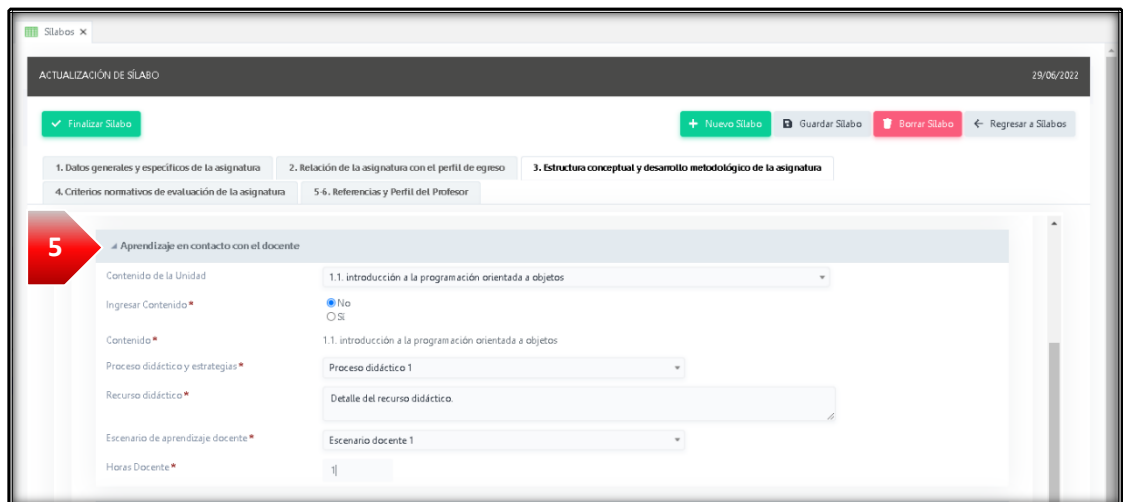 Sílabos ×
ACTUALIZACIÓN DE SÍLABO 29/06/2022
Finalizar Sílabo + Nuevo Sílabo Guardar Sílabo Borrar Sílabo ← Regresar a Sílabos
1. Datos generales y específicos de la asignatura 2. Relación de la asignatura con el perfil de egreso 3. Estructura conceptual y desarrollo metodológico de la asignatura
4. Criterios normativos de evaluación de la asignatura 5-6. Referencias y Perfil del Profesor
5 Aprendizaje en contacto con el docente
Contenido de la Unidad 1.1. introducción a la programación orientada a objetos
Ingresar Contenido * No
Sí
Contenido * 1.1. introducción a la programación orientada a objetos
Proceso didáctico y estrategias * Proceso didáctico 1
Recurso didáctico * Detalle del recurso didáctico.
Escenario de aprendizaje docente * Escenario docente 1
Horas Docente * 1